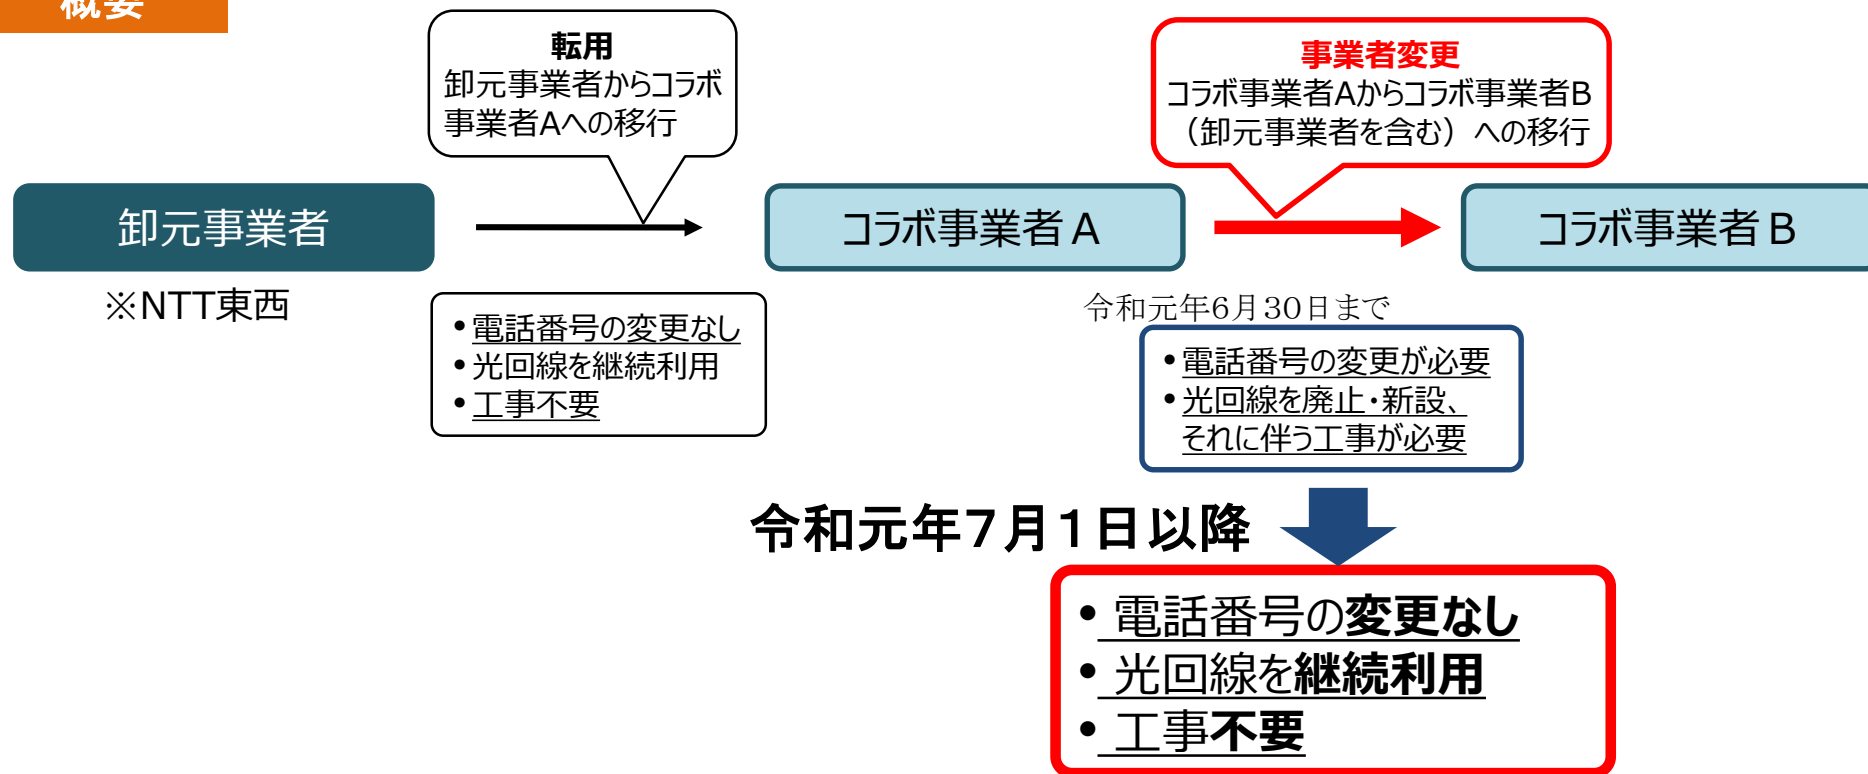 概要
転用
卸元事業者からコラボ
事業者Aへの移行
事業者変更
コラボ事業者Aからコラボ事業者B
（卸元事業者を含む）への移行
卸元事業者
コラボ事業者A
コラボ事業者B
※NTT東西
•電話番号の変更なし
•光回線を継続利用
•工事不要
令和元年6月30日まで
•電話番号の変更が必要
•光回線を廃止・新設、
それに伴う工事が必要
令和元年7月1日以降
• 電話番号の変更なし
• 光回線を継続利用
• 工事不要